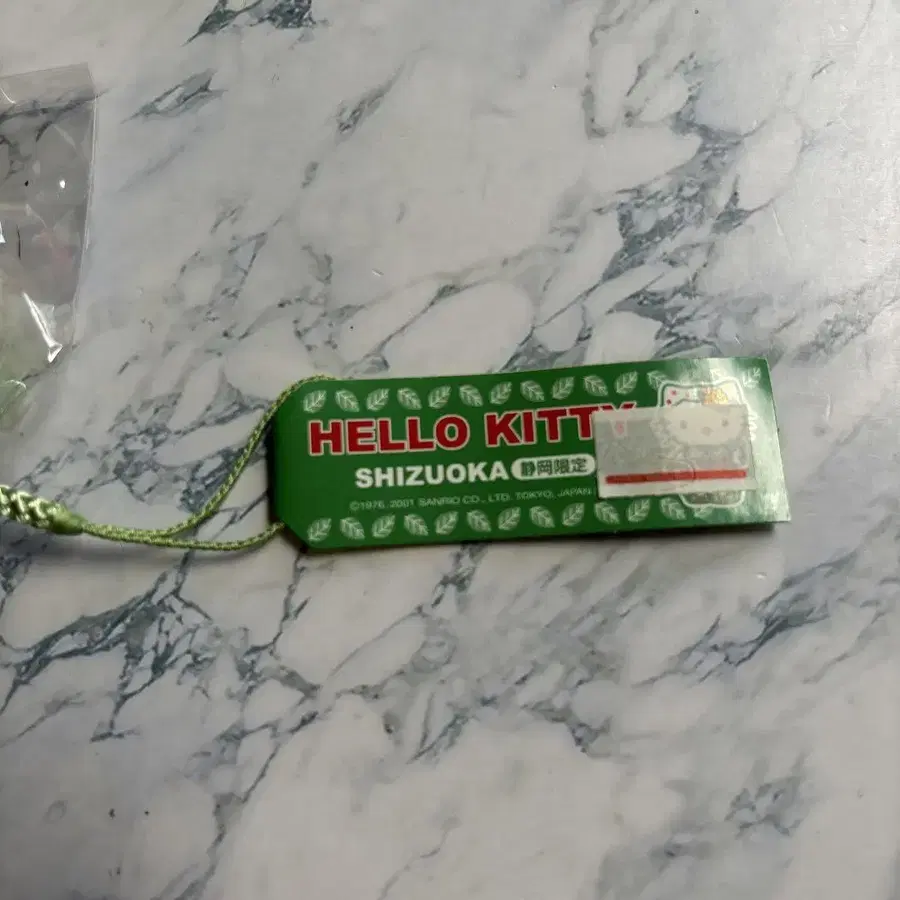 HELLO KITTY
SHIZUOKA 静岡限定
©1976, 2001 SANRIO CO., LTD. TOKYO, JAPAN